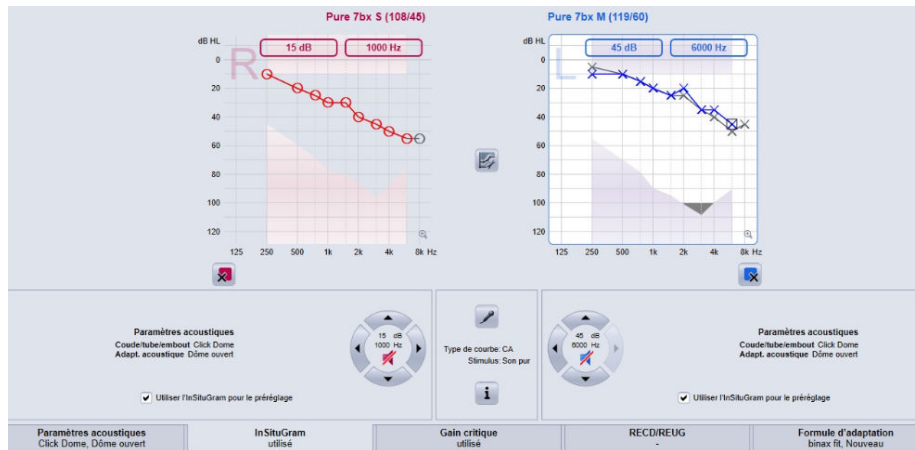 Pure 7bx S (108/45)
Pure 7bx M (119/60)
dB HL
15 dB
1000 Hz
R
0
20
40
60
80
100
120
125 250 500 1k 2k 4k 8k Hz
dB HL
45 dB
6000 Hz
L
0
20
40
60
80
100
120
125 250 500 1k 2k 4k 8k Hz
Paramètres acoustiques
Coude/tube/embout Click Dome
Adapt. acoustique Dôme ouvert
Utiliser l'InSituGram pour le préréglage
15 dB
1000 Hz
Type de courbe: CA
Stimulus: Son pur
i
45 dB
6000 Hz
Paramètres acoustiques
Coude/tube/embout Click Dome
Adapt. acoustique Dôme ouvert
Utiliser l'InSituGram pour le préréglage
Paramètres acoustiques
Click Dome, Dôme ouvert
InSituGram
utilisé
Gain critique
utilisé
RECD/REUG
-
Formule d'adaptation
binax fit, Nouveau